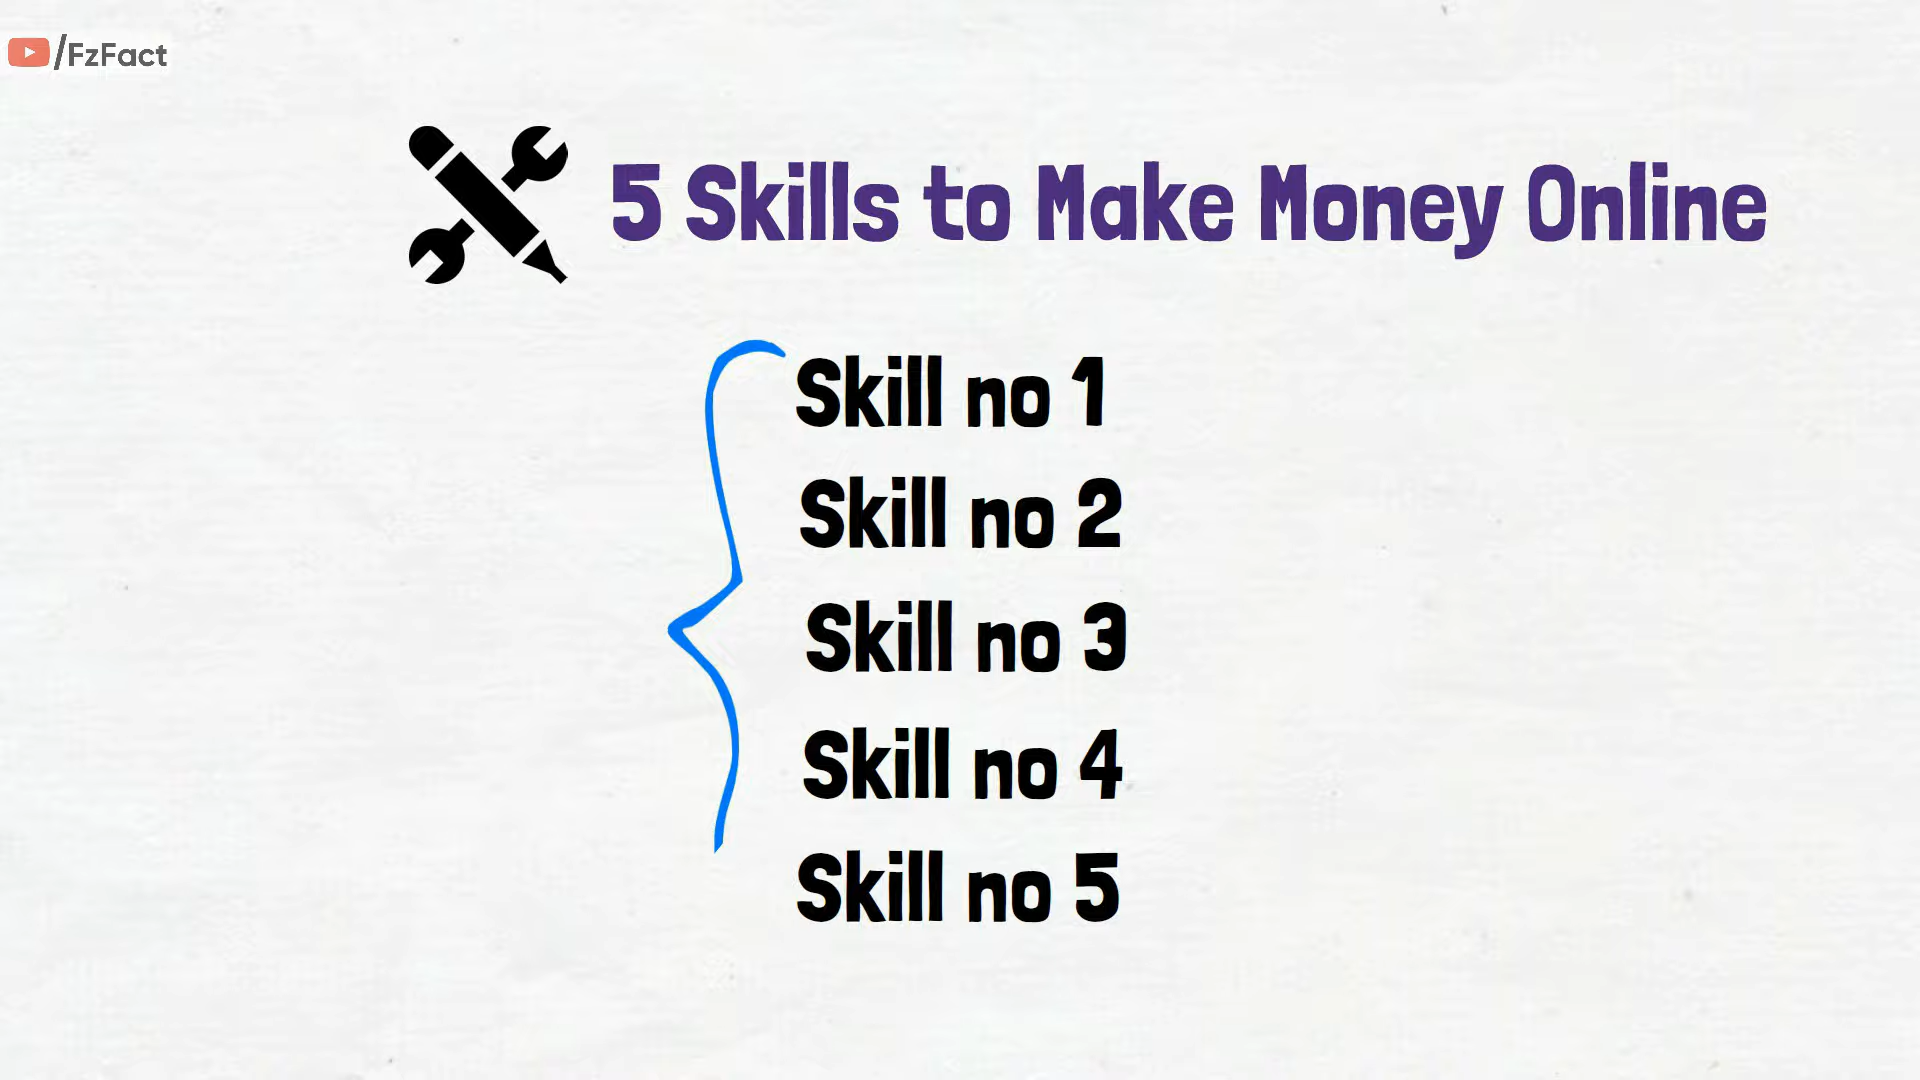 /FzFact
5 Skills to Make Money Online
Skill no 1
Skill no 2
Skill no 3
Skill no 4
Skill no 5